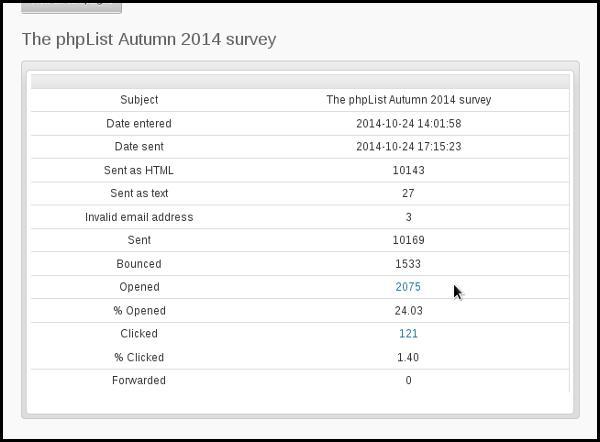 The phpList Autumn 2014 survey
Subject The phpList Autumn 2014 survey
Date entered 2014-10-24 14:01:58
Date sent 2014-10-24 17:15:23
Sent as HTML 10143
Sent as text 27
Invalid email address 3
Sent 10169
Bounced 1533
Opened 2075
% Opened 24.03
Clicked 121
% Clicked 1.40
Forwarded 0